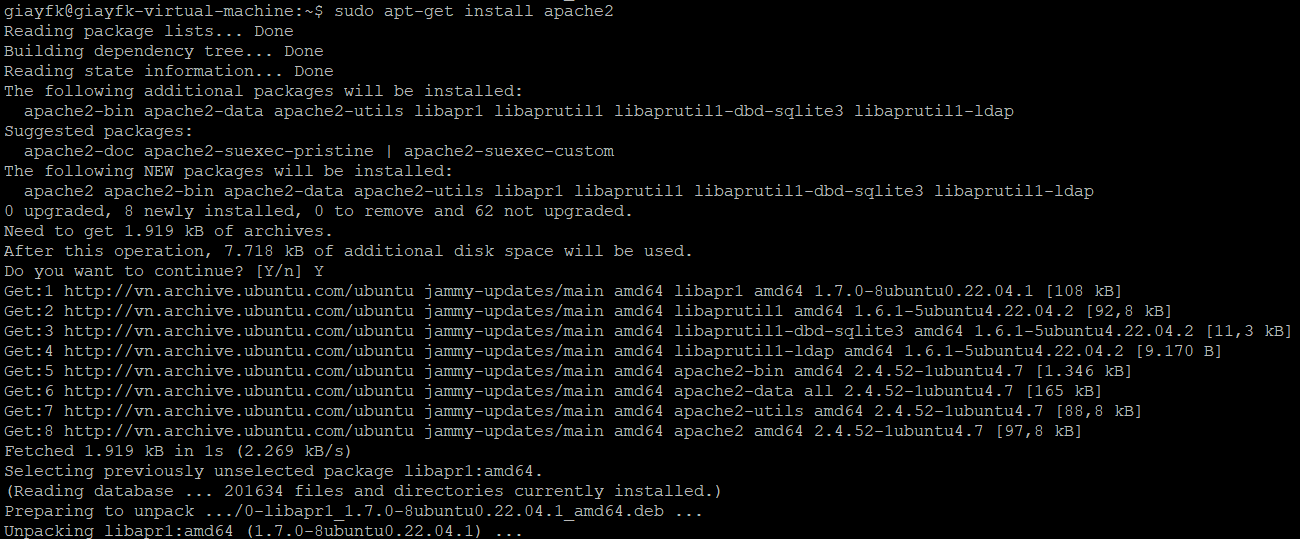 giayfk@giayfk-virtual-machine:~$ sudo apt-get install apache2
Reading package lists... Done
Building dependency tree... Done
Reading state information... Done
The following additional packages will be installed:
  apache2-bin apache2-data apache2-utils libapr1 libaprutil1 libaprutil1-dbd-sqlite3 libaprutil1-ldap
Suggested packages:
  apache2-doc apache2-suexec-pristine | apache2-suexec-custom
The following NEW packages will be installed:
  apache2 apache2-bin apache2-data apache2-utils libapr1 libaprutil1 libaprutil1-dbd-sqlite3 libaprutil1-ldap
0 upgraded, 8 newly installed, 0 to remove and 62 not upgraded.
Need to get 1.919 kB of archives.
After this operation, 7.718 kB of additional disk space will be used.
Do you want to continue? [Y/n] Y
Get:1 http://vn.archive.ubuntu.com/ubuntu jammy-updates/main amd64 libapr1 amd64 1.7.0-8ubuntu0.22.04.1 [108 kB]
Get:2 http://vn.archive.ubuntu.com/ubuntu jammy-updates/main amd64 libaprutil1 amd64 1.6.1-5ubuntu4.22.04.2 [92,8 kB]
Get:3 http://vn.archive.ubuntu.com/ubuntu jammy-updates/main amd64 libaprutil1-dbd-sqlite3 amd64 1.6.1-5ubuntu4.22.04.2 [11,3 kB]
Get:4 http://vn.archive.ubuntu.com/ubuntu jammy-updates/main amd64 libaprutil1-ldap amd64 1.6.1-5ubuntu4.22.04.2 [9.170 B]
Get:5 http://vn.archive.ubuntu.com/ubuntu jammy-updates/main amd64 apache2-bin amd64 2.4.52-1ubuntu4.7 [1.346 kB]
Get:6 http://vn.archive.ubuntu.com/ubuntu jammy-updates/main amd64 apache2-data all 2.4.52-1ubuntu4.7 [165 kB]
Get:7 http://vn.archive.ubuntu.com/ubuntu jammy-updates/main amd64 apache2-utils amd64 2.4.52-1ubuntu4.7 [88,8 kB]
Get:8 http://vn.archive.ubuntu.com/ubuntu jammy-updates/main amd64 apache2 amd64 2.4.52-1ubuntu4.7 [97,8 kB]
Fetched 1.919 kB in 1s (2.269 kB/s)
Selecting previously unselected package libapr1:amd64.
(Reading database ... 201634 files and directories currently installed.)
Preparing to unpack .../0-libapr1_1.7.0-8ubuntu0.22.04.1_amd64.deb ...
Unpacking libapr1:amd64 (1.7.0-8ubuntu0.22.04.1) ...